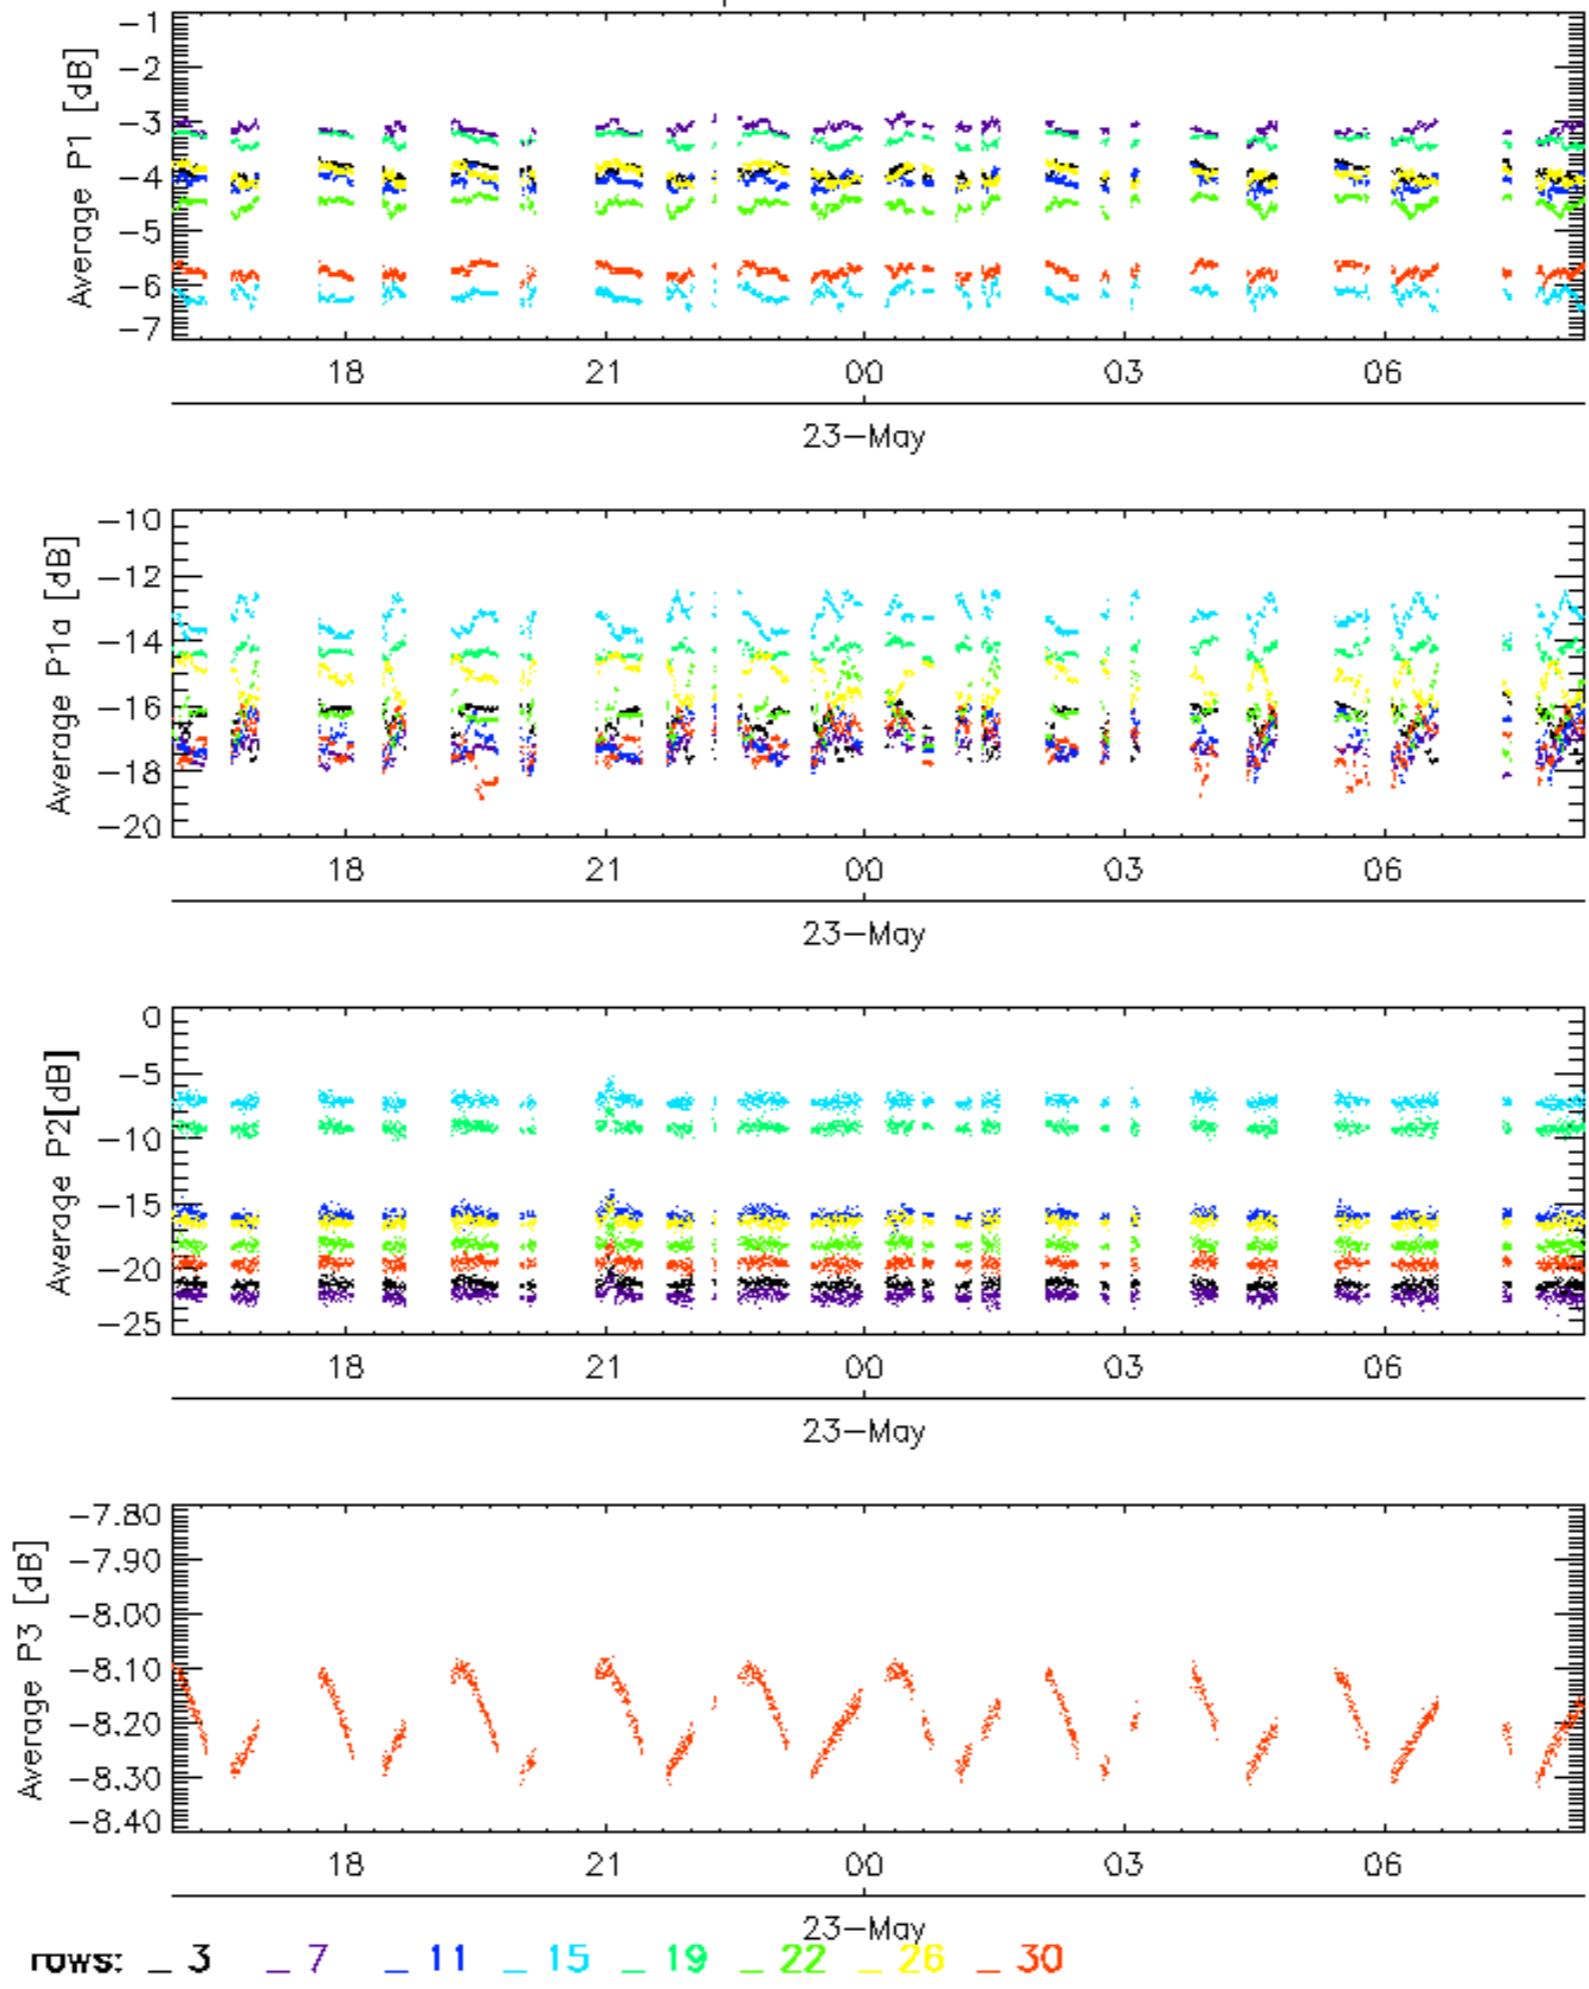 Average P1 [dB]
−1
−2
−3
−4
−5
−6
−7
18 21 00 03 06
23−May
Average P1a [dB]
−10
−12
−14
−16
−18
−20
18 21 00 03 06
23−May
Average P2[dB]
0
−5
−10
−15
−20
−25
18 21 00 03 06
23−May
Average P3 [dB]
−7.80
−7.90
−8.00
−8.10
−8.20
−8.30
−8.40
18 21 00 03 06
23−May
rows: _ 3 _ 7 _ 11 _ 15 _ 19 _ 22 _ 26 _ 30